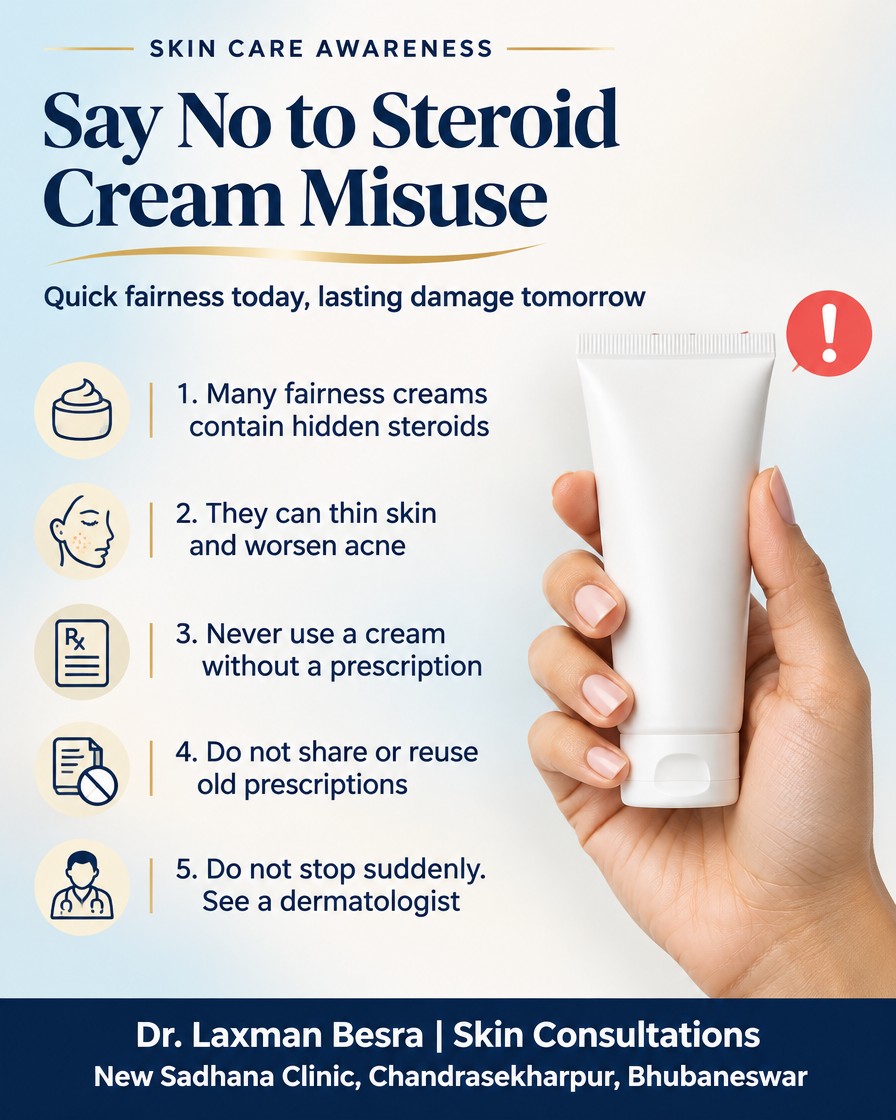 SKIN CARE AWARENESS
Say No to Steroid
Cream Misuse
Quick fairness today, lasting damage tomorrow
!
1. Many fairness creams
contain hidden steroids
2. They can thin skin
and worsen acne
Rx
3. Never use a cream
without a prescription
4. Do not share or reuse
old prescriptions
5. Do not stop suddenly.
See a dermatologist
Dr. Laxman Besra | Skin Consultations
New Sadhana Clinic, Chandrasekharpur, Bhubaneswar